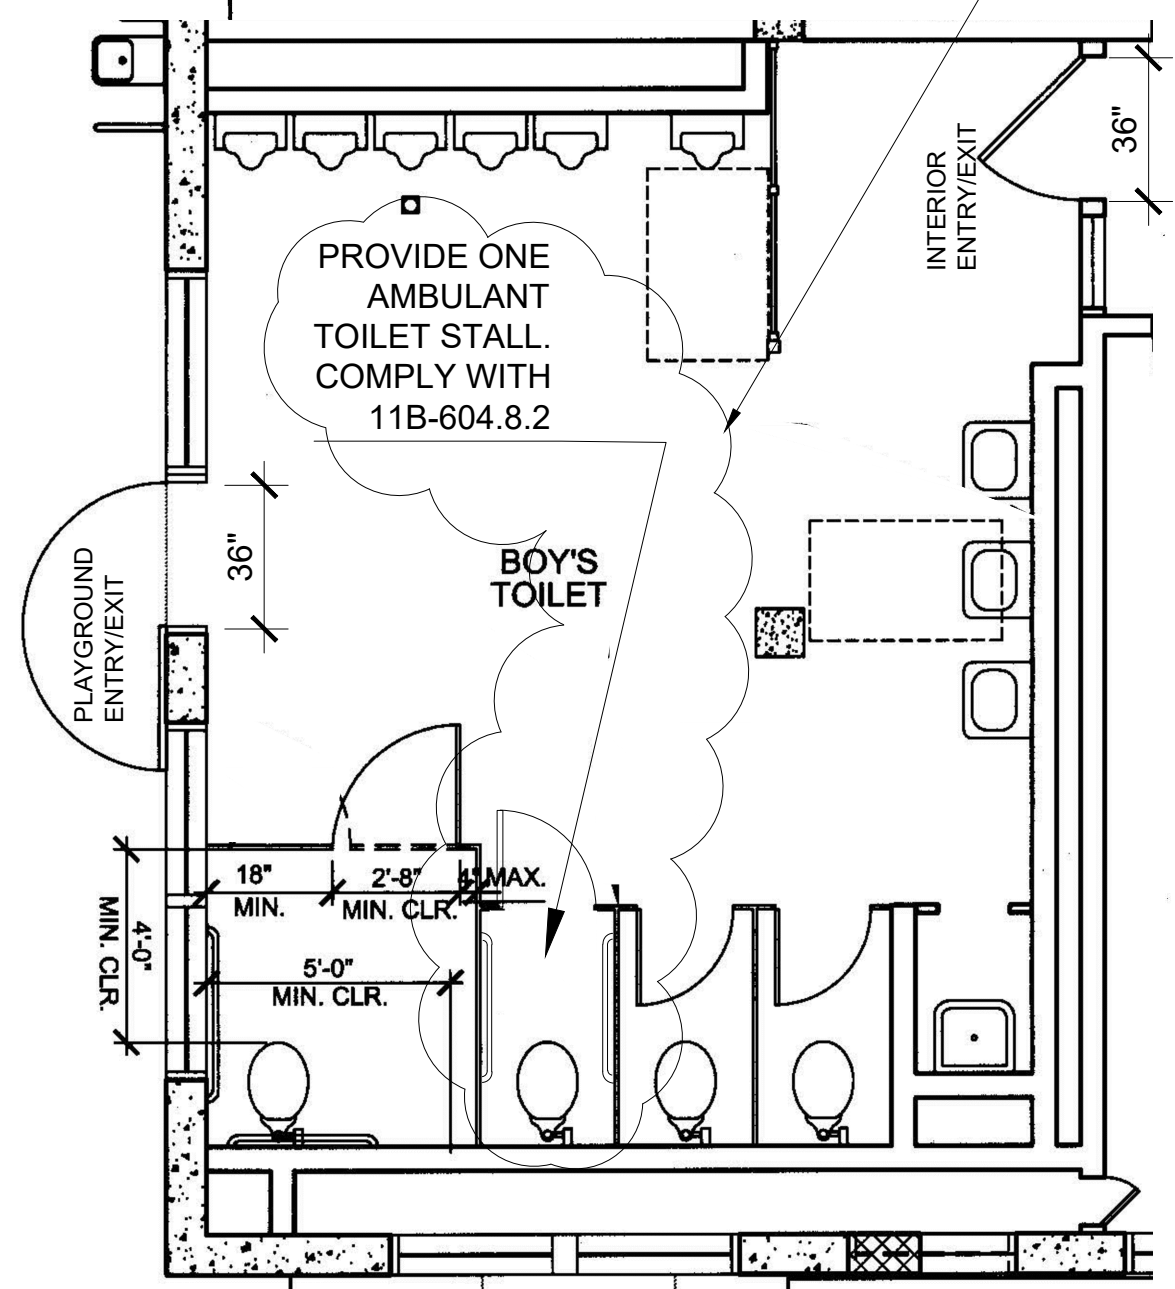 PROVIDE ONE
AMBULANT
TOILET STALL.
COMPLY WITH
11B-604.8.2
INTERIOR
ENTRY/EXIT
36"
36"
PLAYGROUND
ENTRY/EXIT
BOY'S
TOILET
18"
MIN.
2'-8"
MIN. CLR.
4" MAX.
4'-0"
MIN. CLR.
5'-0"
MIN. CLR.